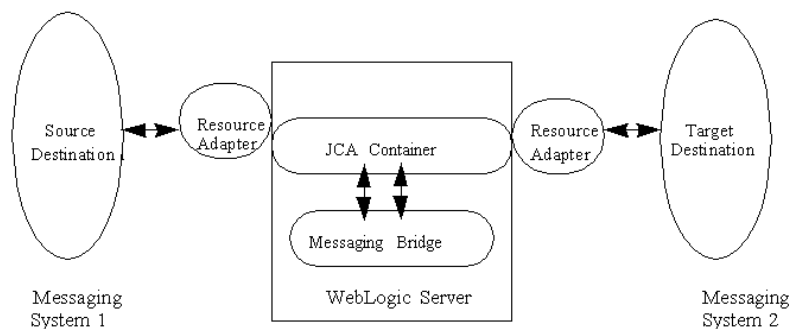 Source
Destination
Resource
Adapter
JCA Container
Resource
Adapter
Target
Destination
Messaging Bridge
Messaging
System 1
WebLogic Server
Messaging
System 2